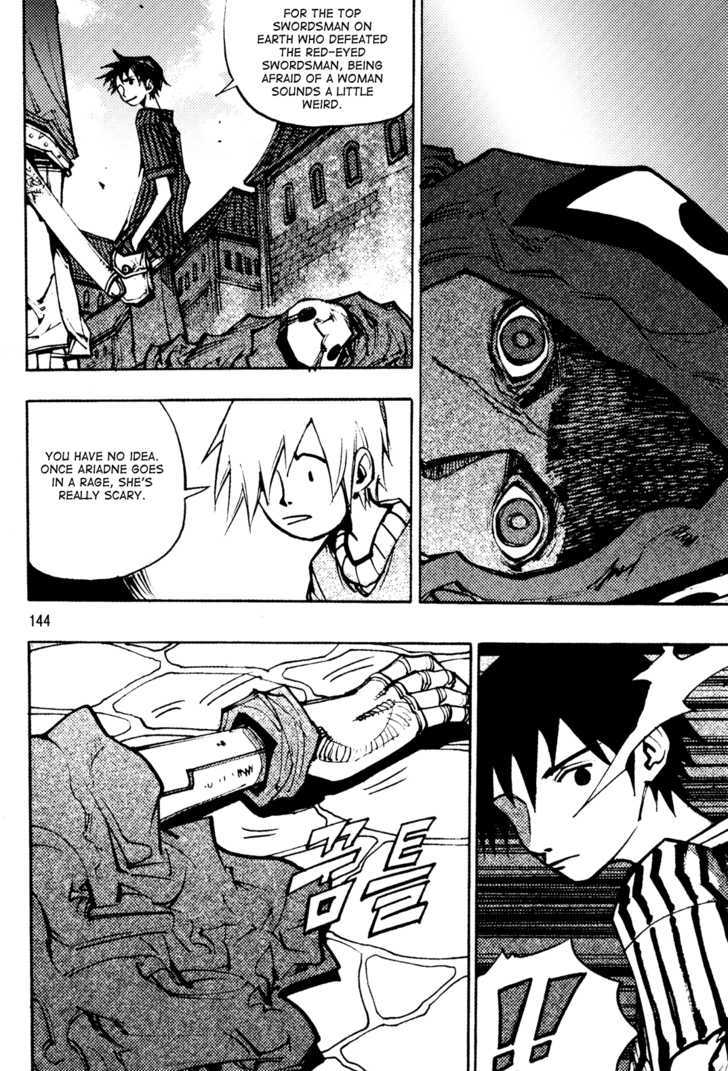 FOR THE TOP
SWORDSMAN ON
EARTH WHO DEFEATED
THE RED-EYED
SWORDSMAN, BEING
AFRAID OF A WOMAN
SOUNDS A LITTLE
WEIRD.
YOU HAVE NO IDEA.
ONCE ARIADNE GOES
IN A RAGE, SHE'S
REALLY SCARY.
144
꿈틀
!!